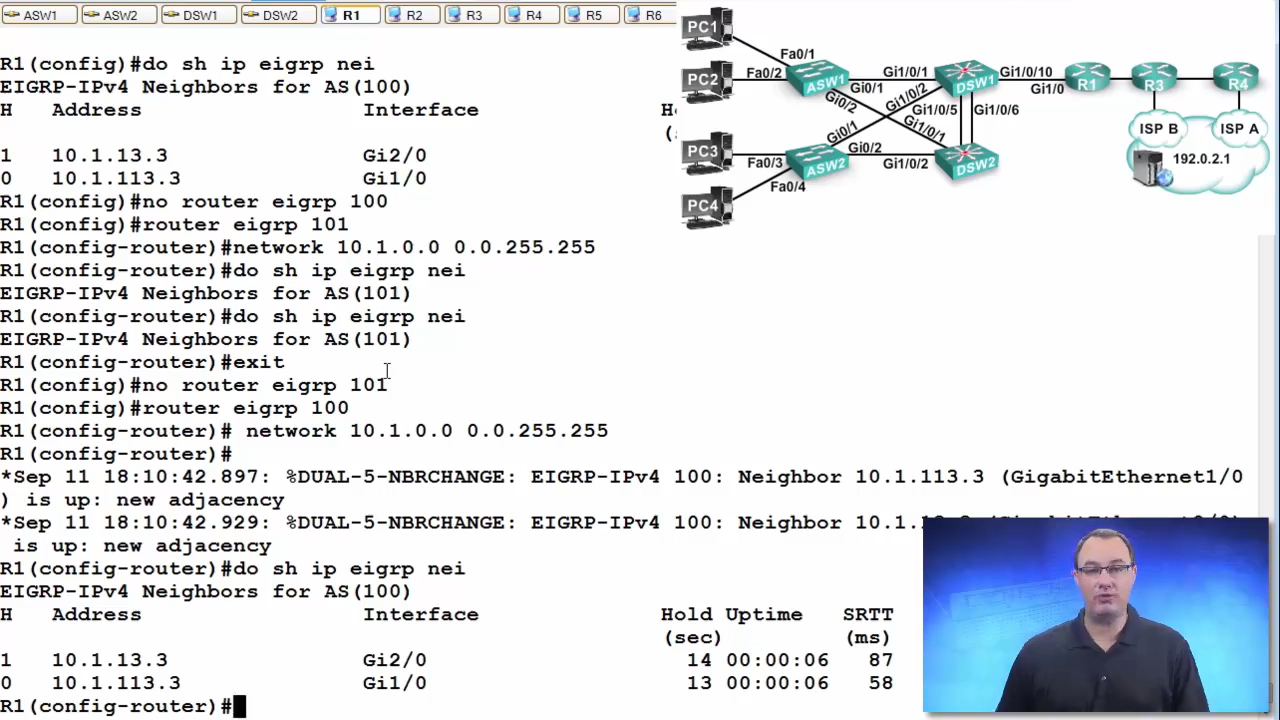 ASW1 ASW2 DSW1 DSW2 R1 R2 R3 R4 R5 R6
R1(config)#do sh ip eigrp nei
EIGRP-IPv4 Neighbors for AS(100)
H Address Interface
1 10.1.13.3 Gi2/0
0 10.1.113.3 Gi1/0
R1(config)#no router eigrp 100
R1(config)#router eigrp 101
R1(config-router)#network 10.1.0.0 0.0.255.255
R1(config-router)#do sh ip eigrp nei
EIGRP-IPv4 Neighbors for AS(101)
R1(config-router)#do sh ip eigrp nei
EIGRP-IPv4 Neighbors for AS(101)
R1(config-router)#exit
R1(config)#no router eigrp 101
R1(config)#router eigrp 100
R1(config-router)# network 10.1.0.0 0.0.255.255
R1(config-router)#
*Sep 11 18:10:42.897: %DUAL-5-NBRCHANGE: EIGRP-IPv4 100: Neighbor 10.1.113.3 (GigabitEthernet1/0
) is up: new adjacency
*Sep 11 18:10:42.929: %DUAL-5-NBRCHANGE: EIGRP-IPv4 100: Neighbor
is up: new adjacency
R1(config-router)#do sh ip eigrp nei
EIGRP-IPv4 Neighbors for AS(100)
H Address Interface Hold Uptime SRTT
(sec) (ms)
1 10.1.13.3 Gi2/0 14 00:00:06 87
0 10.1.113.3 Gi1/0 13 00:00:06 58
R1(config-router)#
PC1
Fa0/1
PC2
Fa0/2
ASW1
Gi1/0/1
Gi0/1
Gi0/2
Gi1/0/2
DSW1
Gi1/0/10
Gi1/0
R1
R3
R4
Gi1/0/5
Gi1/0/6
Gi0/1
Gi1/0/1
ISP B
ISP A
PC3
Fa0/3
ASW2
Gi0/2
Gi1/0/2
DSW2
192.0.2.1
Fa0/4
PC4